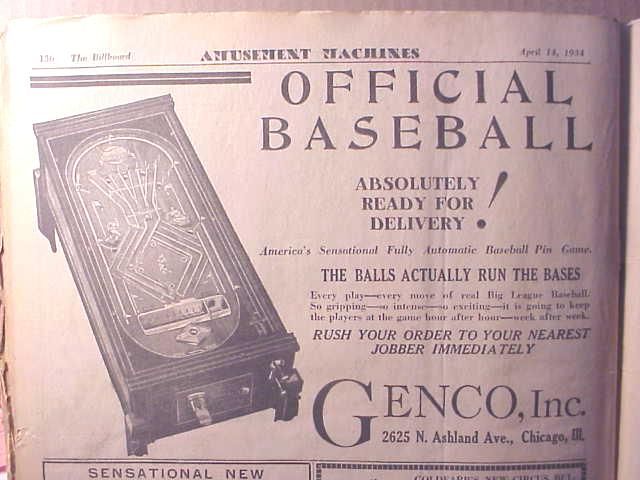 136 The Billboard AMUSEMENT MACHINES April 14, 1934
OFFICIAL
BASEBALL
ABSOLUTELY
READY FOR
DELIVERY!
America's Sensational Fully Automatic Baseball Pin Game.
THE BALLS ACTUALLY RUN THE BASES
Every play—every move of real Big League Baseball.
So gripping—so intense—so exciting—it is going to keep
the players at the game hour after hour—week after week.
RUSH YOUR ORDER TO YOUR NEAREST
JOBBER IMMEDIATELY
GENCO, Inc.
2625 N. Ashland Ave., Chicago, Ill.
SENSATIONAL NEW
NEW CIRCUS